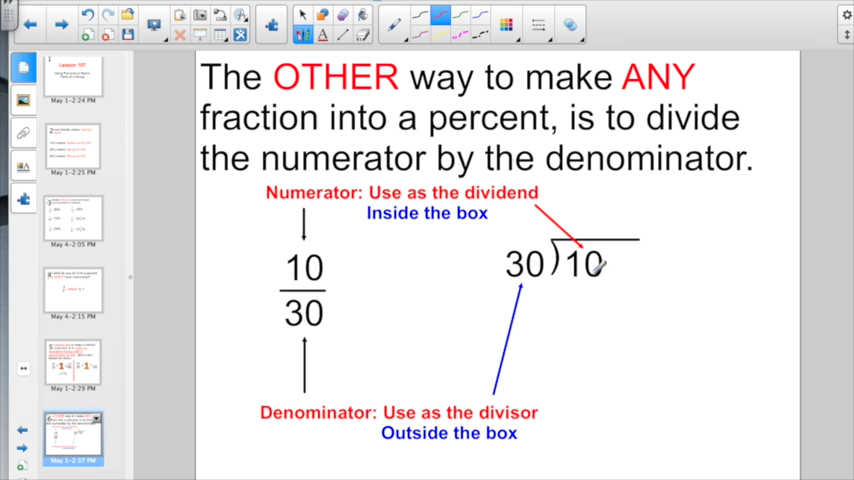 The OTHER way to make ANY
fraction into a percent, is to divide
the numerator by the denominator.
Numerator: Use as the dividend
Inside the box
10
30
30
10
Denominator: Use as the divisor
Outside the box
1
Lesson 107
May 1–2:24 PM
May 1–2:25 PM
May 4–2:05 PM
May 4–2:15 PM
May 1–2:29 PM
May 1–2:37 PM